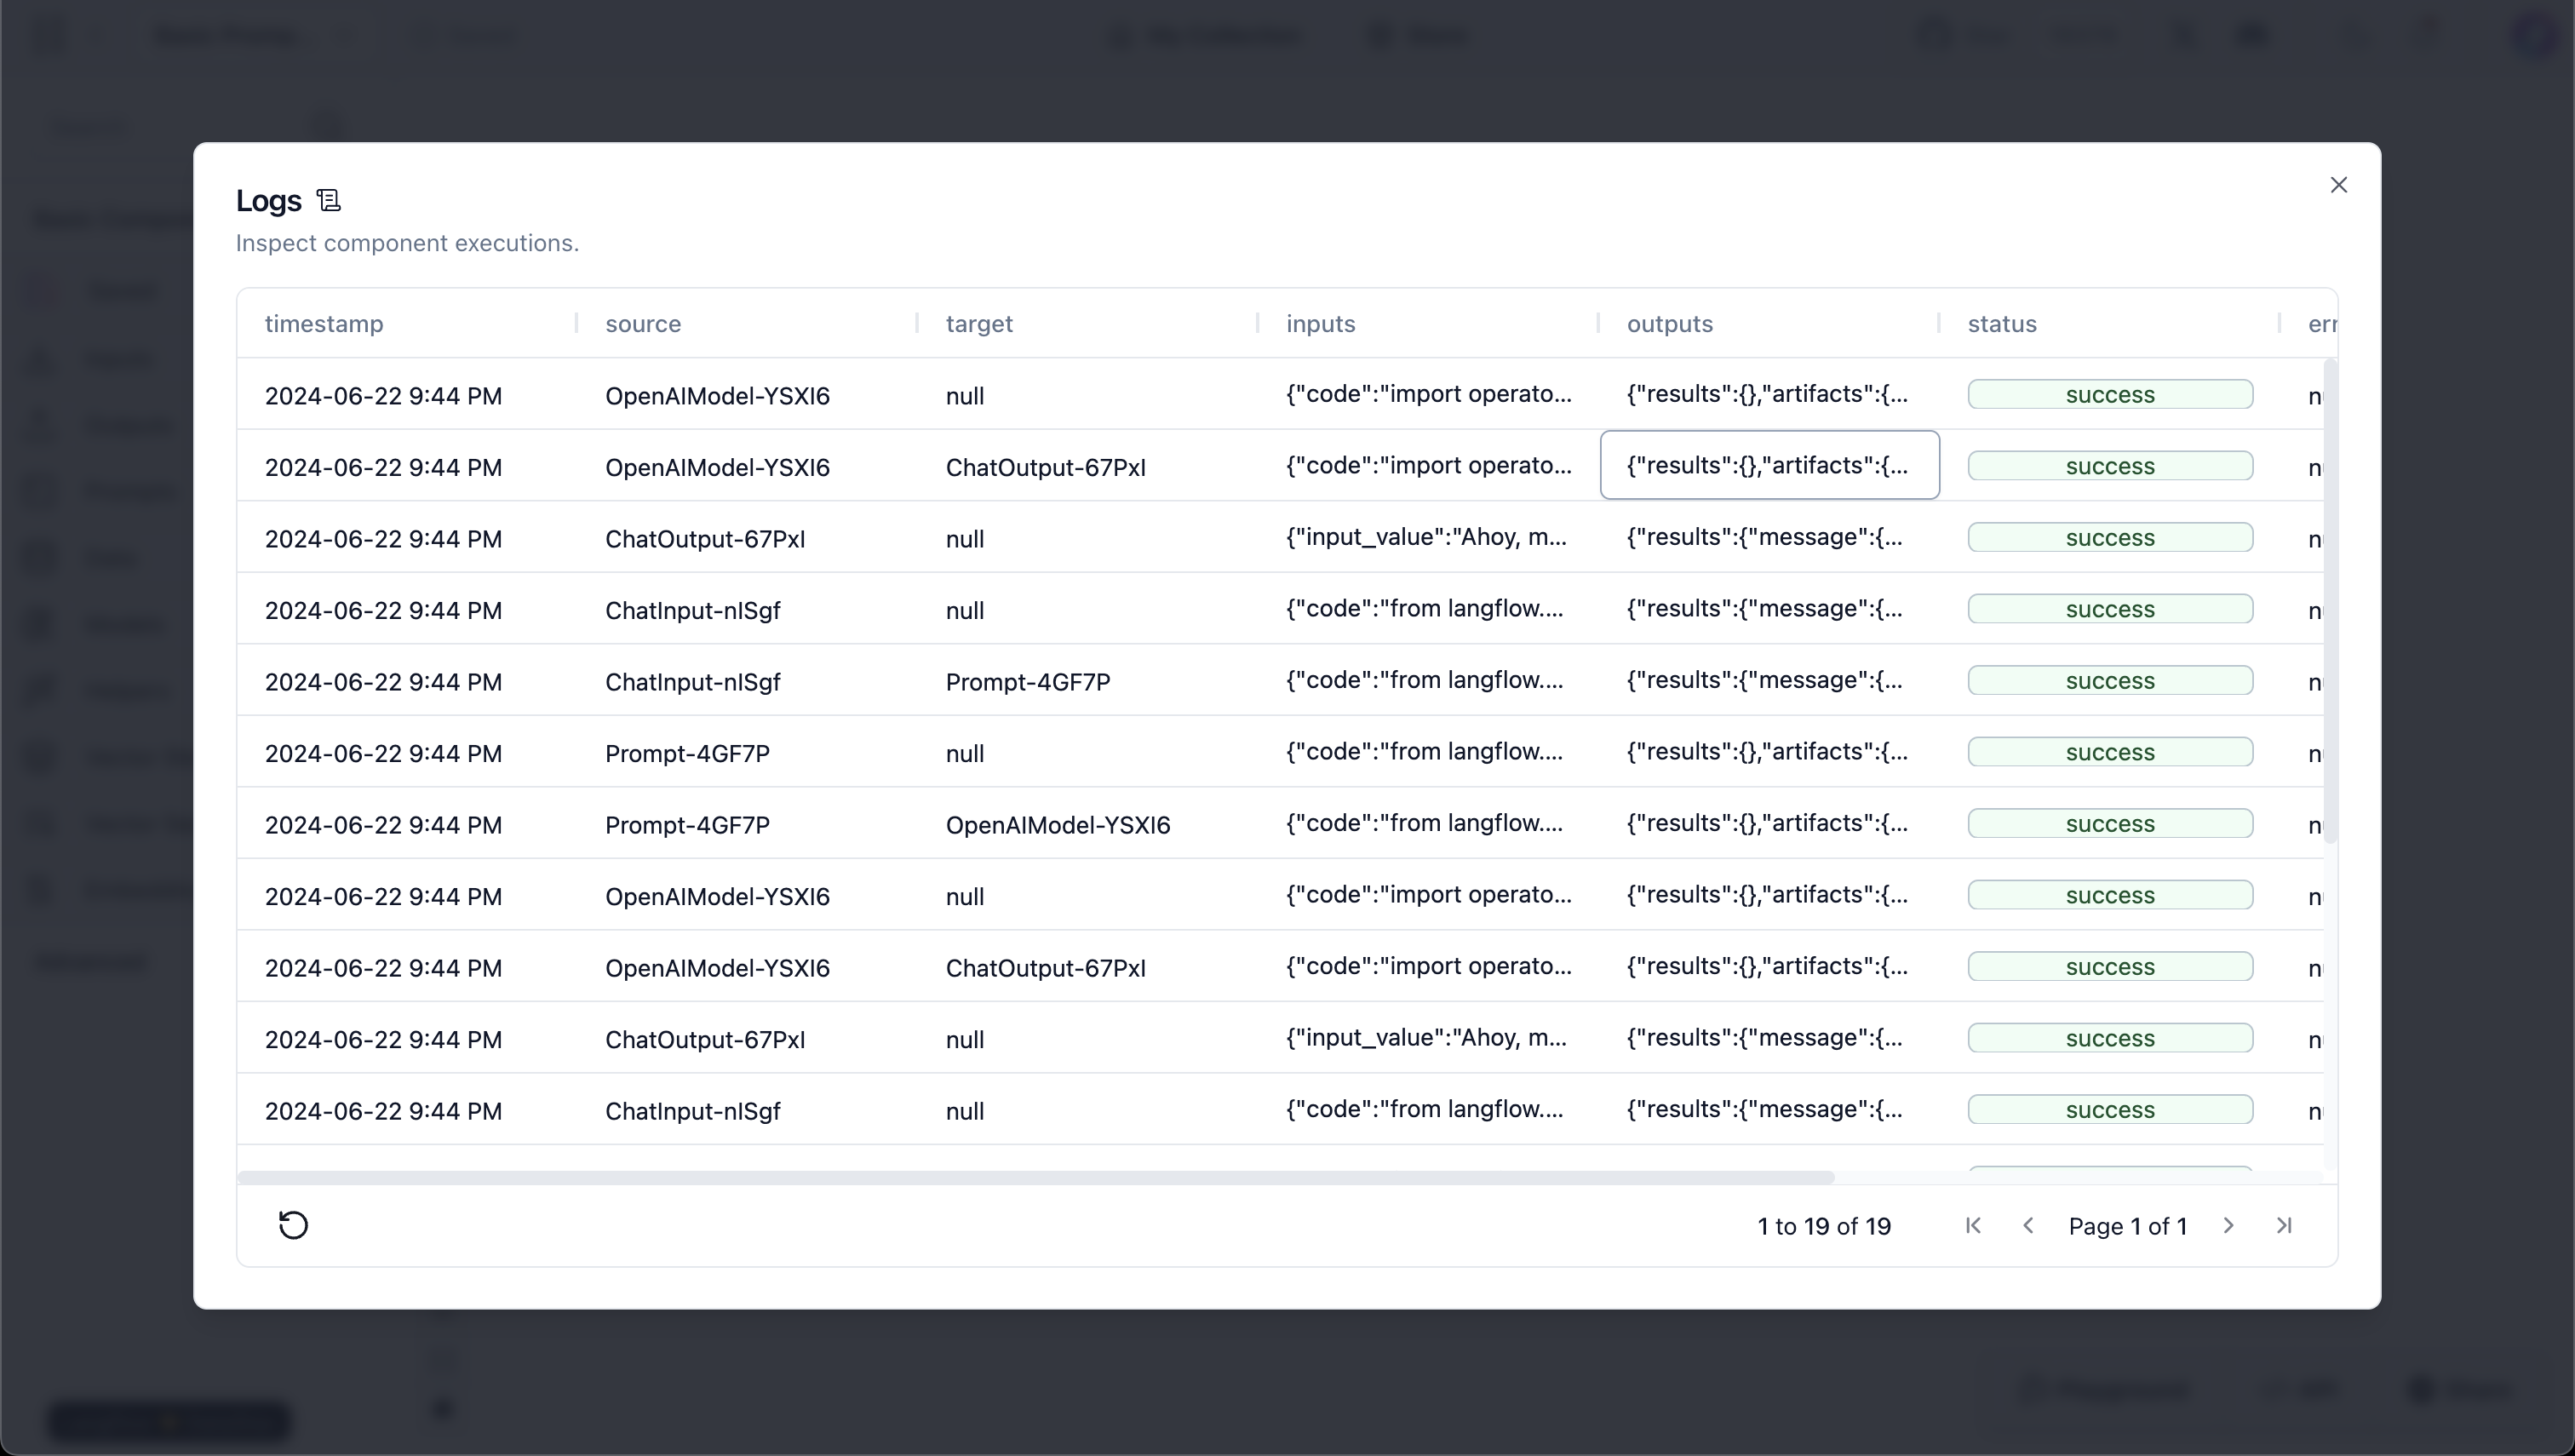 Logs
Inspect component executions.
timestamp source target inputs outputs status err
2024-06-22 9:44 PM OpenAIModel-YSXI6 null {"code":"import operato... {"results":{},"artifacts":{... success
2024-06-22 9:44 PM OpenAIModel-YSXI6 ChatOutput-67PxI {"code":"import operato... {"results":{},"artifacts":{... success
2024-06-22 9:44 PM ChatOutput-67PxI null {"input_value":"Ahoy, m... {"results":{"message":{... success
2024-06-22 9:44 PM ChatInput-nISgf null {"code":"from langflow.... {"results":{"message":{... success
2024-06-22 9:44 PM ChatInput-nISgf Prompt-4GF7P {"code":"from langflow.... {"results":{"message":{... success
2024-06-22 9:44 PM Prompt-4GF7P null {"code":"from langflow.... {"results":{},"artifacts":{... success
2024-06-22 9:44 PM Prompt-4GF7P OpenAIModel-YSXI6 {"code":"from langflow.... {"results":{},"artifacts":{... success
2024-06-22 9:44 PM OpenAIModel-YSXI6 null {"code":"import operato... {"results":{},"artifacts":{... success
2024-06-22 9:44 PM OpenAIModel-YSXI6 ChatOutput-67PxI {"code":"import operato... {"results":{},"artifacts":{... success
2024-06-22 9:44 PM ChatOutput-67PxI null {"input_value":"Ahoy, m... {"results":{"message":{... success
2024-06-22 9:44 PM ChatInput-nISgf null {"code":"from langflow.... {"results":{"message":{... success
1 to 19 of 19 Page 1 of 1